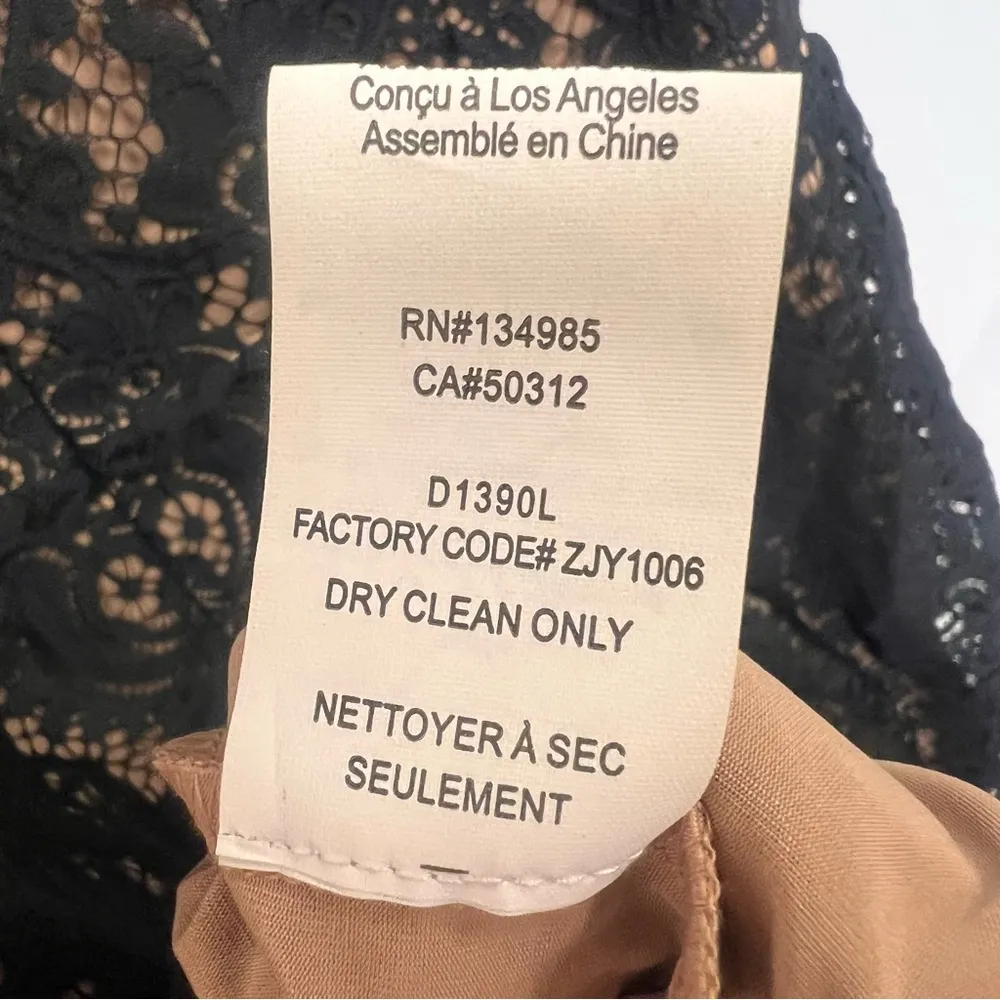 Conçu à Los Angeles
Assemblé en Chine
RN#134985
CA#50312
D1390L
FACTORY CODE# ZJY1006
DRY CLEAN ONLY
NETTOYER À SEC
SEULEMENT